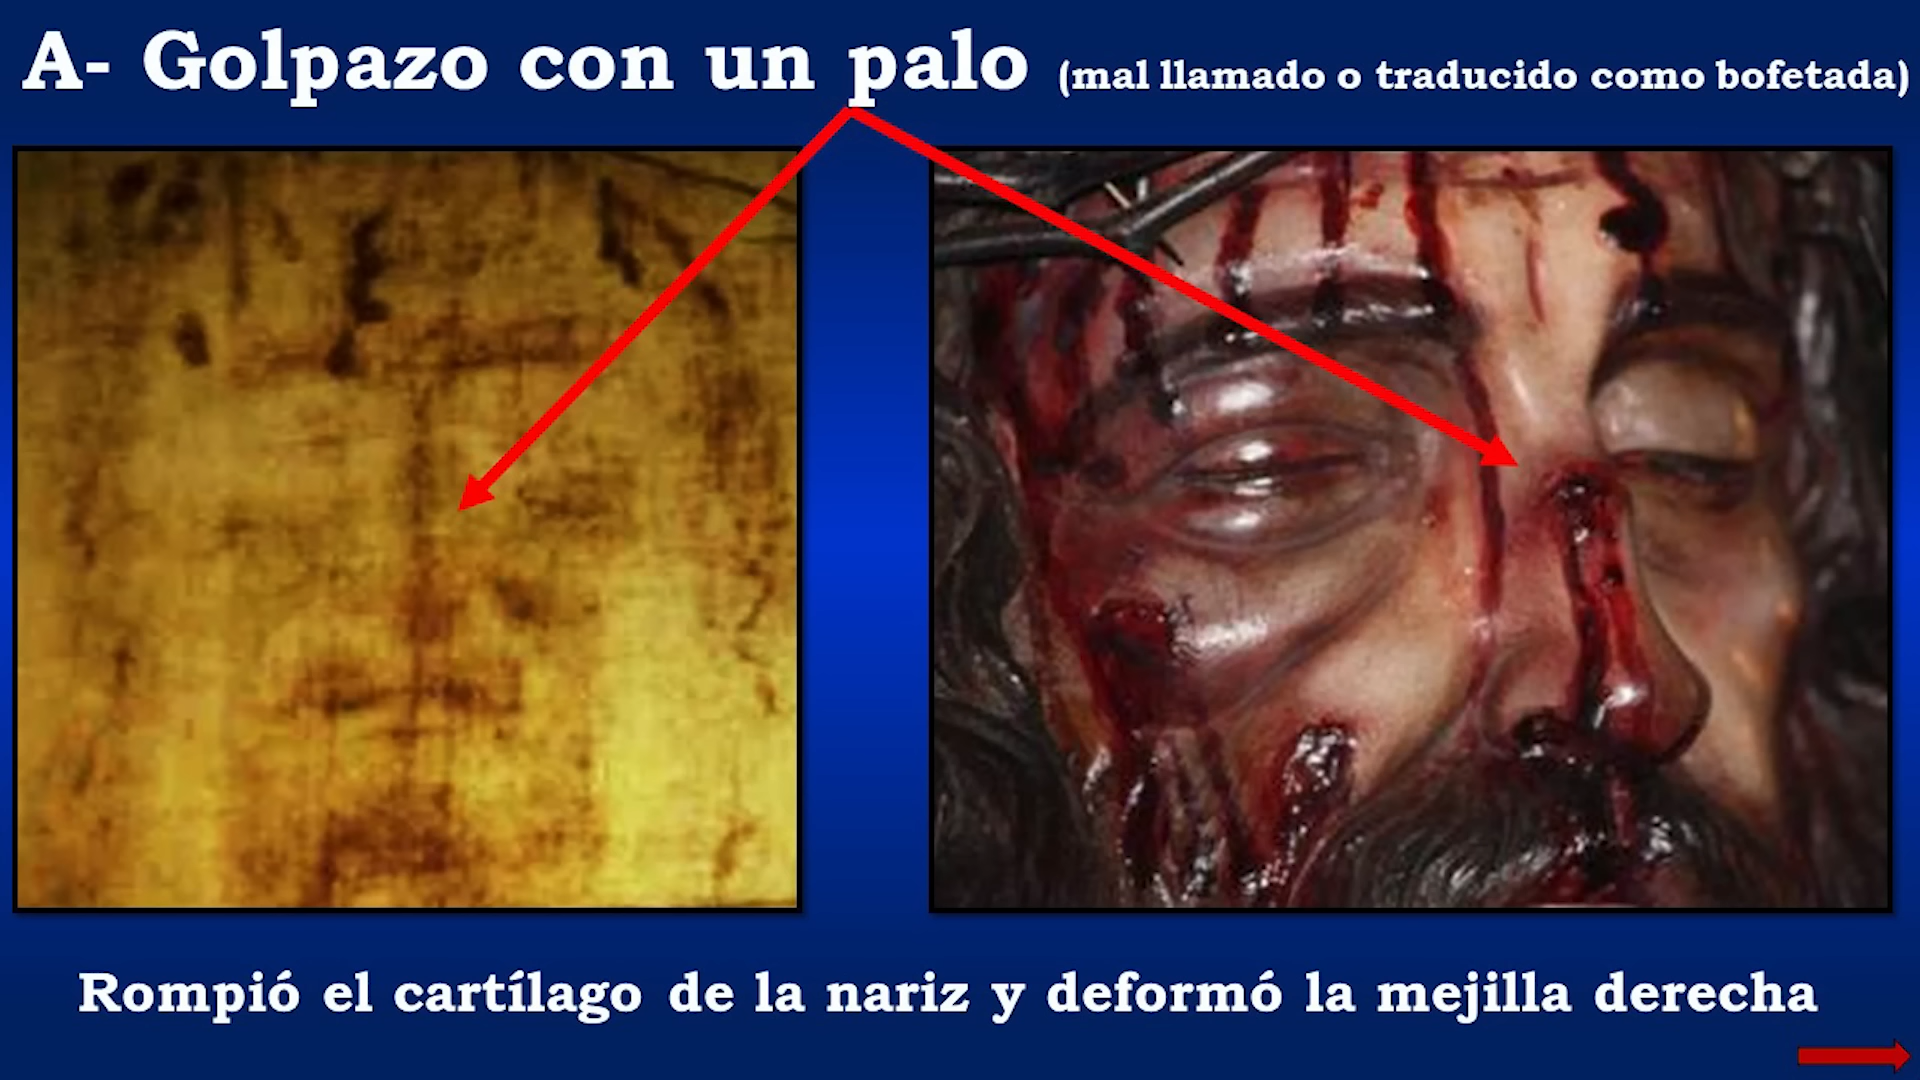 A- Golpazo con un palo (mal llamado o traducido como bofetada)
Rompió el cartílago de la nariz y deformó la mejilla derecha